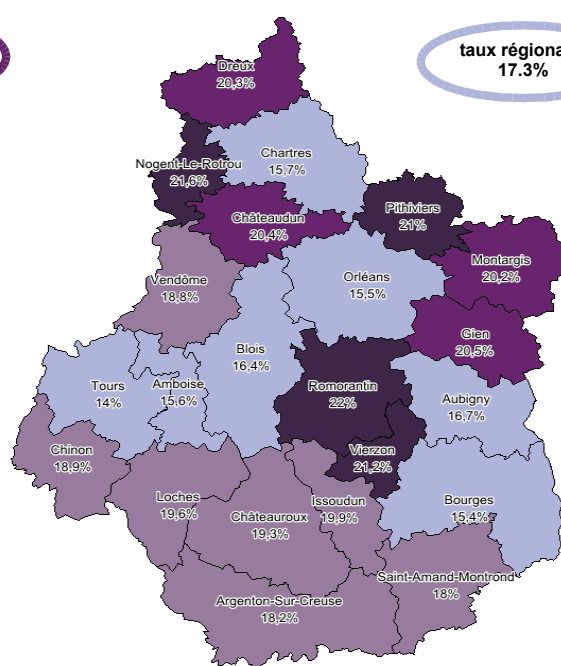 taux régiona
17.3%
Dreux
20,3%
Chartres
15,7%
Nogent-Le-Rotrou
21,6%
Pithiviers
21%
Châteaudun
20,4%
Montargis
20,2%
Vendôme
18,8%
Orléans
15,5%
Gien
20,5%
Blois
16,4%
Tours
14%
Amboise
15,6%
Romorantin
22%
Aubigny
16,7%
Chinon
18,9%
Vierzon
21,2%
Loches
19,6%
Issoudun
19,9%
Bourges
15,4%
Châteauroux
19,3%
Saint-Amand-Montrond
18%
Argenton-Sur-Creuse
18,2%